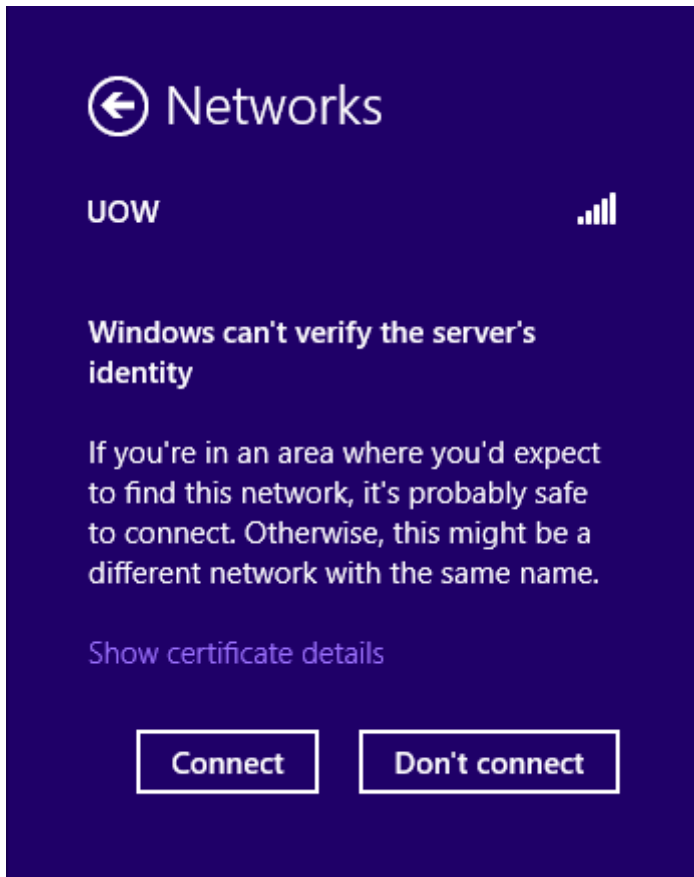 Networks
UOW
Windows can't verify the server's
identity
If you're in an area where you'd expect
to find this network, it's probably safe
to connect. Otherwise, this might be a
different network with the same name.
Show certificate details
Connect Don't connect